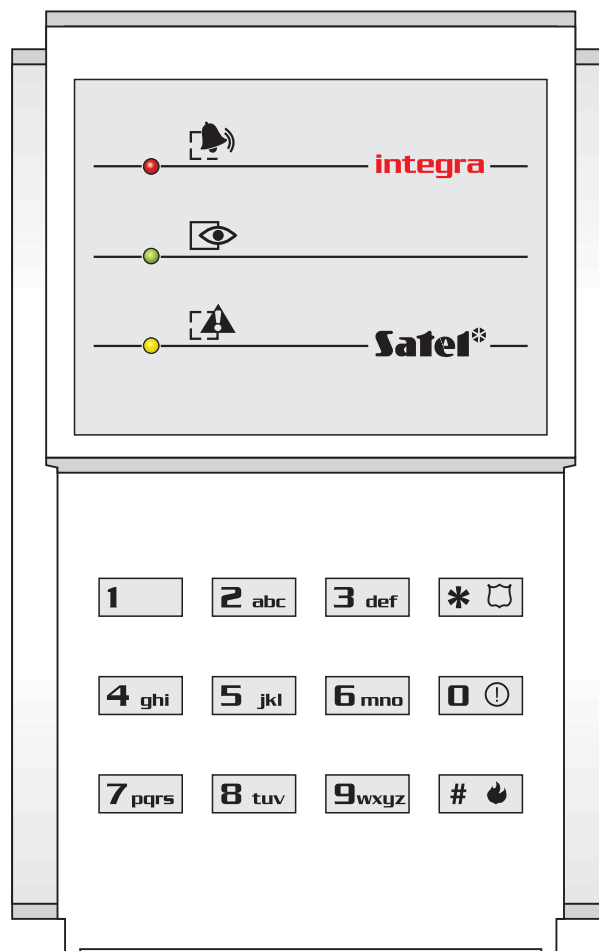 integra
Satel
1
2 abc
3 def
*
4 ghi
5 jkl
6 mno
0
7 pqrs
8 tuv
9 wxyz
#